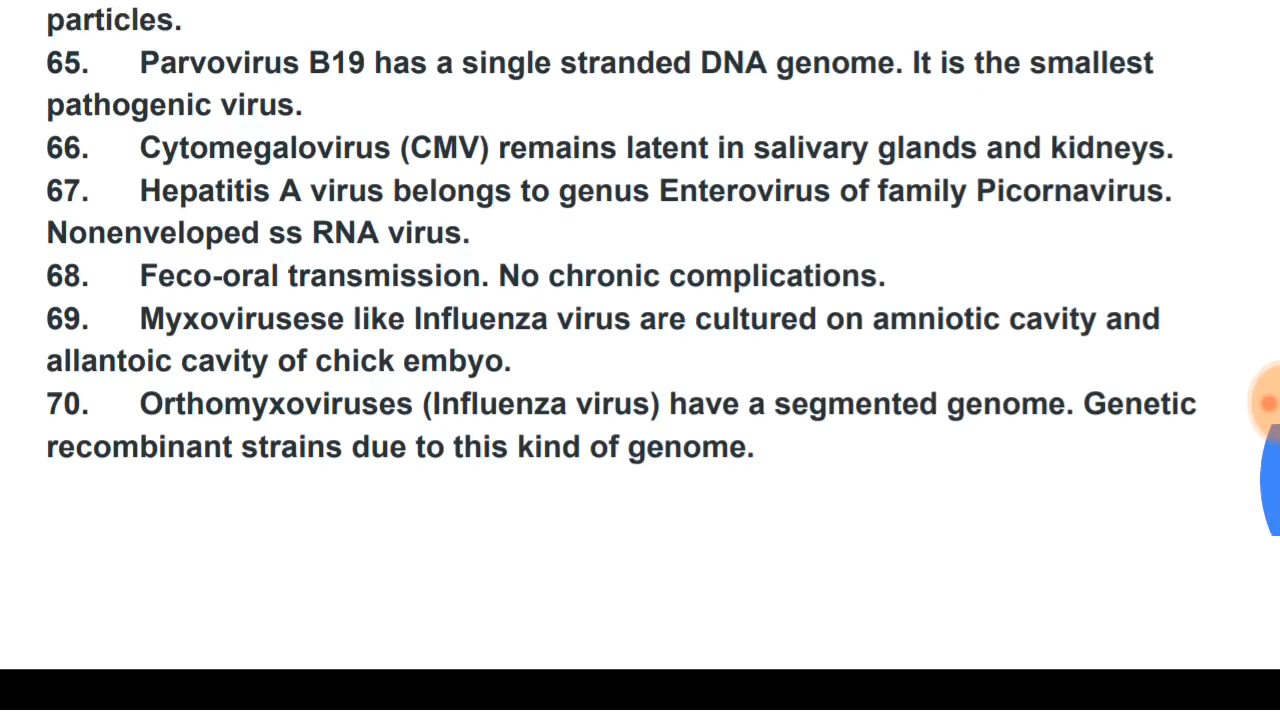 particles.
65. Parvovirus B19 has a single stranded DNA genome. It is the smallest
pathogenic virus.
66. Cytomegalovirus (CMV) remains latent in salivary glands and kidneys.
67. Hepatitis A virus belongs to genus Enterovirus of family Picornavirus.
Nonenveloped ss RNA virus.
68. Feco-oral transmission. No chronic complications.
69. Myxovirusese like Influenza virus are cultured on amniotic cavity and
allantoic cavity of chick embyo.
70. Orthomyxoviruses (Influenza virus) have a segmented genome. Genetic
recombinant strains due to this kind of genome.